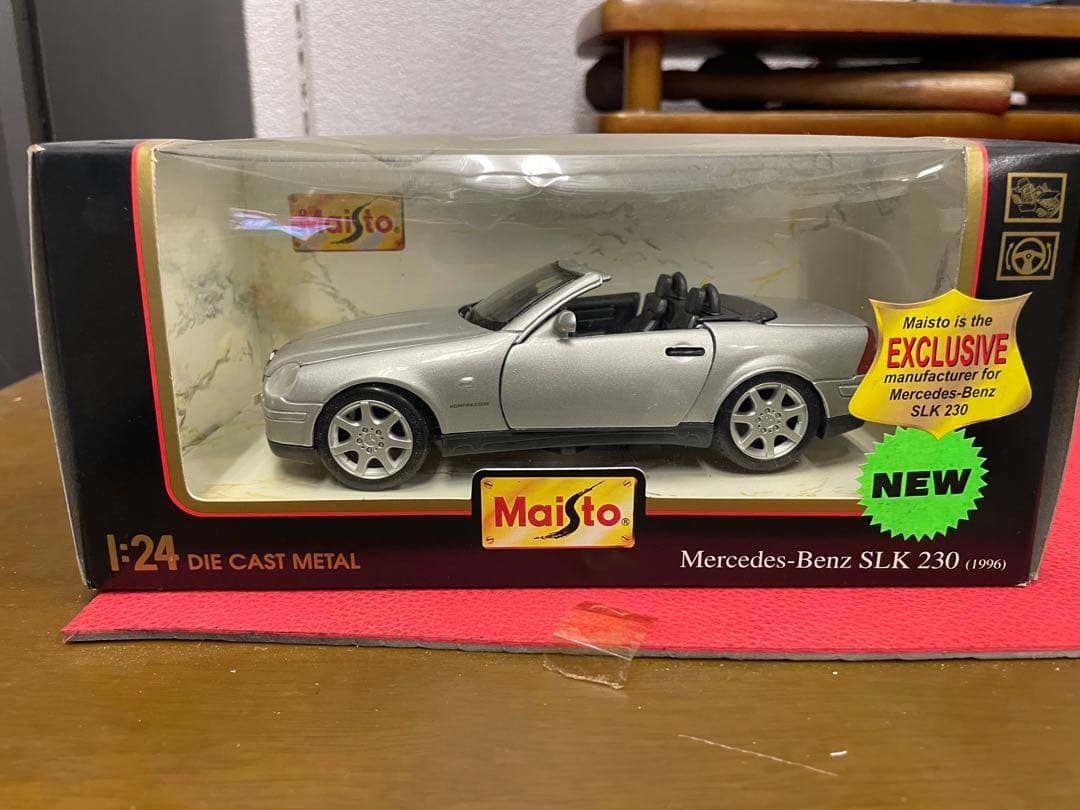 Maisto®
Maisto is the
EXCLUSIVE
manufacturer for
Mercedes-Benz
SLK 230
NEW
Maisto®
1:24 DIE CAST METAL
Mercedes-Benz SLK 230 (1996)